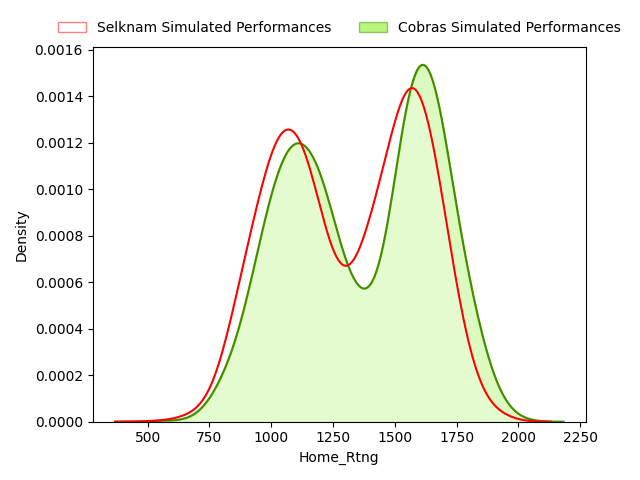 Selknam Simulated Performances
Cobras Simulated Performances
0.0016
0.0014
0.0012
0.0010
0.0008
0.0006
0.0004
0.0002
0.0000
Density
500 750 1000 1250 1500 1750 2000 2250
Home_Rtng